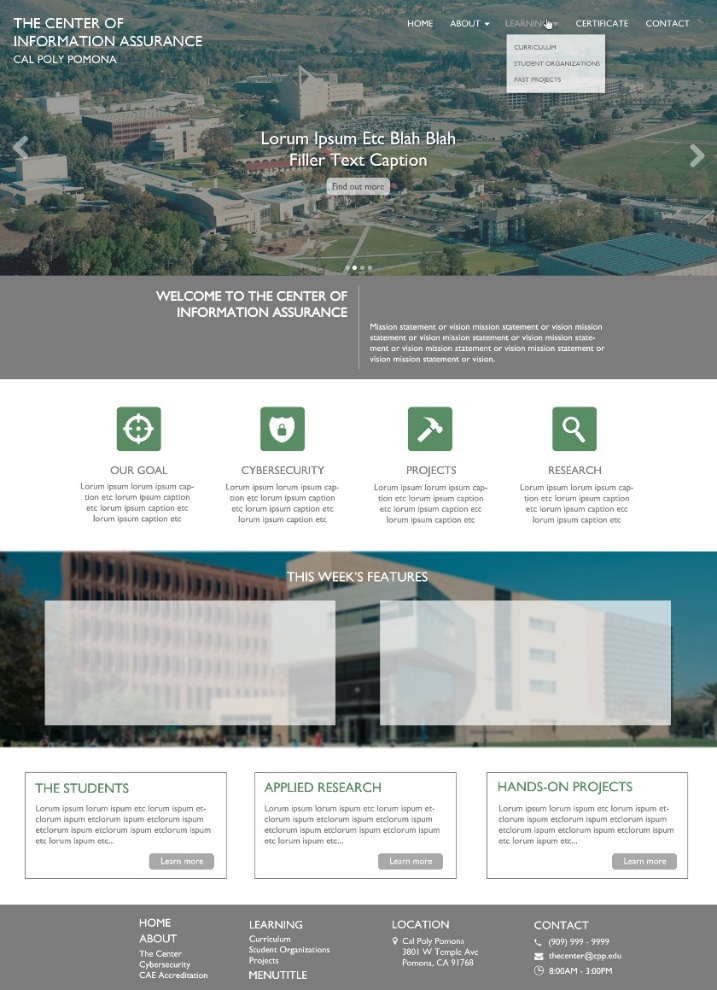 THE CENTER OF
INFORMATION ASSURANCE
CAL POLY POMONA
HOME ABOUT LEARNING CERTIFICATE CONTACT
CURRICULUM
STUDENT ORGANIZATIONS
PAST PROJECTS
Lorum Ipsum Etc Blah Blah
Filler Text Caption
Find out more
WELCOME TO THE CENTER OF
INFORMATION ASSURANCE
Mission statement or vision mission statement or vision mission
statement or vision mission statement or vision mission state-
ment or vision mission statement or vision mission statement or
vision mission statement or vision.
OUR GOAL
Lorum ipsum lorum ipsum cap-
tion etc lorum ipsum caption
etc lorum ipsum caption etc
lorum ipsum caption etc
CYBERSECURITY
Lorum ipsum lorum ipsum cap-
tion etc lorum ipsum caption
etc lorum ipsum caption etc
lorum ipsum caption etc
PROJECTS
Lorum ipsum lorum ipsum cap-
tion etc lorum ipsum caption
etc lorum ipsum caption etc
lorum ipsum caption etc
RESEARCH
Lorum ipsum lorum ipsum cap-
tion etc lorum ipsum caption
etc lorum ipsum caption etc
lorum ipsum caption etc
THIS WEEK'S FEATURES
THE STUDENTS
Lorum ipsum lorum ispum etc lorum ispum et-
clorum ipsum etclorum ispum etclorum ipsum
etclorum ipsum etclorum ipsum etclorum ispum
etc lorum ipsum etc...
Learn more
APPLIED RESEARCH
Lorum ipsum lorum ispum etc lorum ispum et-
clorum ipsum etclorum ispum etclorum ipsum
etclorum ipsum etclorum ipsum etclorum ispum
etc lorum ipsum etc...
Learn more
HANDS-ON PROJECTS
Lorum ipsum lorum ispum etc lorum ispum et-
clorum ipsum etclorum ispum etclorum ipsum
etclorum ipsum etclorum ipsum etclorum ispum
etc lorum ipsum etc...
Learn more
HOME
ABOUT
The Center
Cybersecurity
CAE Accreditation
LEARNING
Curriculum
Student Organizations
Projects
MENUTITLE
LOCATION
Cal Poly Pomona
3801 W Temple Ave
Pomona, CA 91768
CONTACT
(909) 999 - 9999
thecenter@cpp.edu
8:00AM - 3:00PM